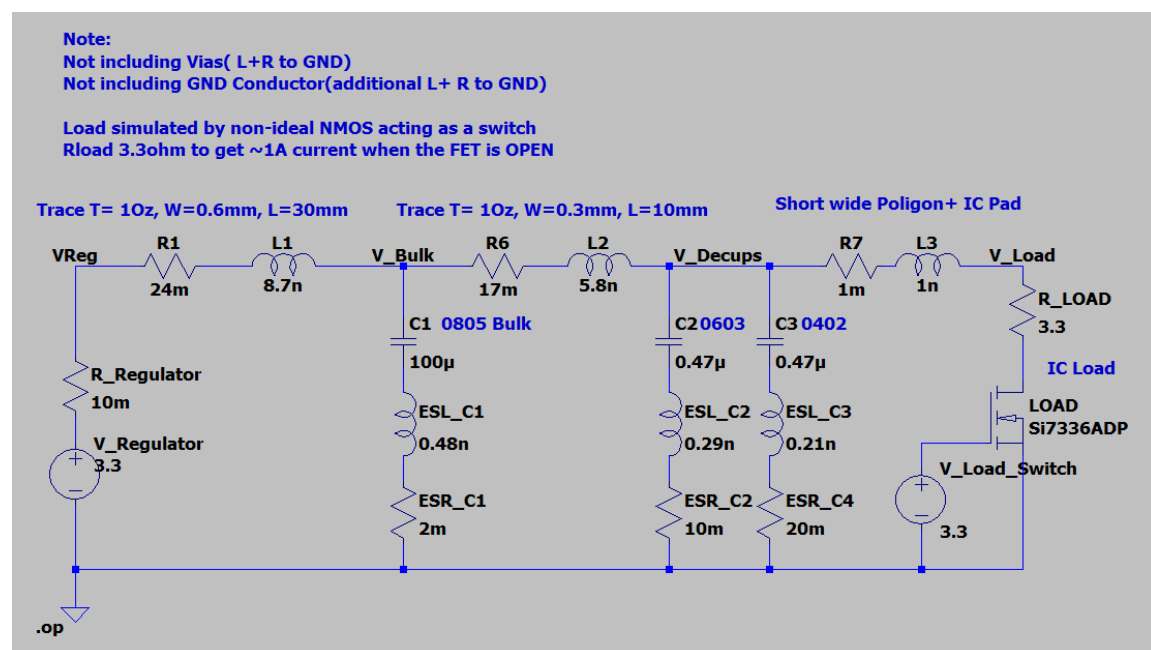 Note:
Not including Vias( L+R to GND)
Not including GND Conductor(additional L+ R to GND)
Load simulated by non-ideal NMOS acting as a switch
Rload 3.3ohm to get ~1A current when the FET is OPEN
Trace T= 1Oz, W=0.6mm, L=30mm
Trace T= 1Oz, W=0.3mm, L=10mm
Short wide Poligon+ IC Pad
VReg
R1
24m
L1
8.7n
V_Bulk
R6
17m
L2
5.8n
V_Decups
R7
1m
L3
1n
V_Load
R_LOAD
3.3
C1 0805 Bulk
100µ
C2 0603
0.47µ
C3 0402
0.47µ
IC Load
R_Regulator
10m
ESL_C1
0.48n
ESL_C2
0.29n
ESL_C3
0.21n
LOAD
Si7336ADP
V_Regulator
3.3
V_Load_Switch
3.3
ESR_C1
2m
ESR_C2
10m
ESR_C4
20m
.op